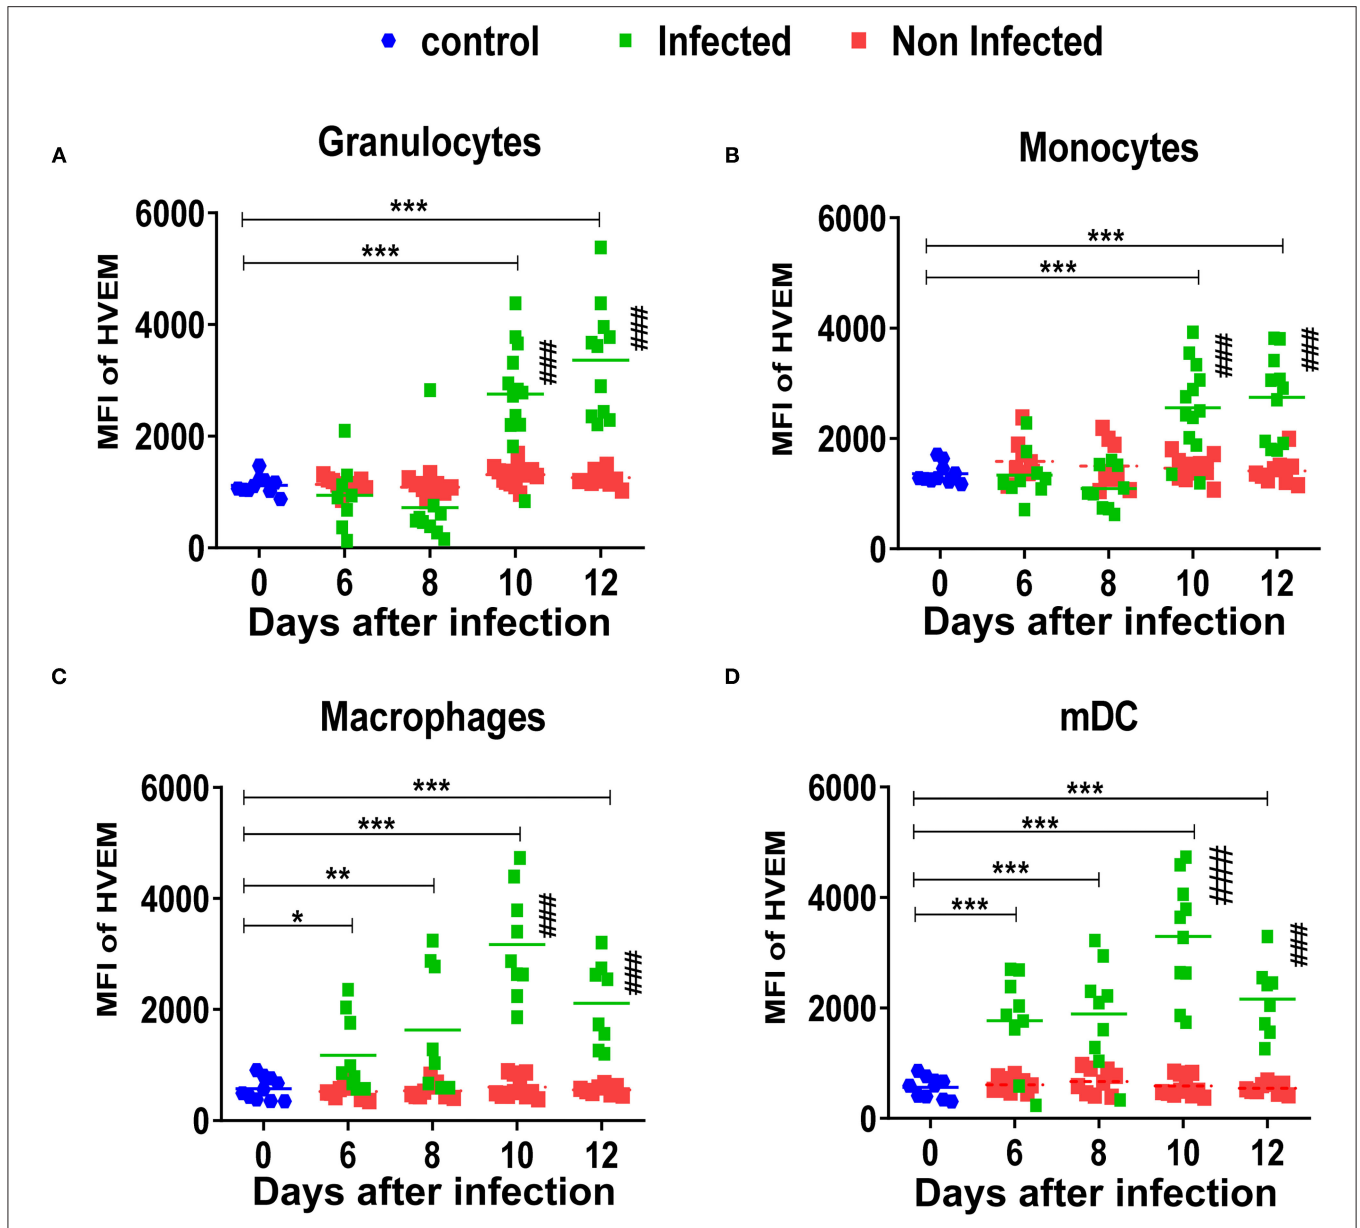 control Infected Non Infected
A
Granulocytes
MFI of HVEM
6000
4000
2000
0
***
***
###
###
0 6 8 10 12
Days after infection
B
Monocytes
MFI of HVEM
6000
4000
2000
0
***
***
###
###
0 6 8 10 12
Days after infection
C
Macrophages
MFI of HVEM
6000
4000
2000
0
***
***
**
*
###
###
0 6 8 10 12
Days after infection
D
mDC
MFI of HVEM
6000
4000
2000
0
***
***
***
***
###
###
0 6 8 10 12
Days after infection